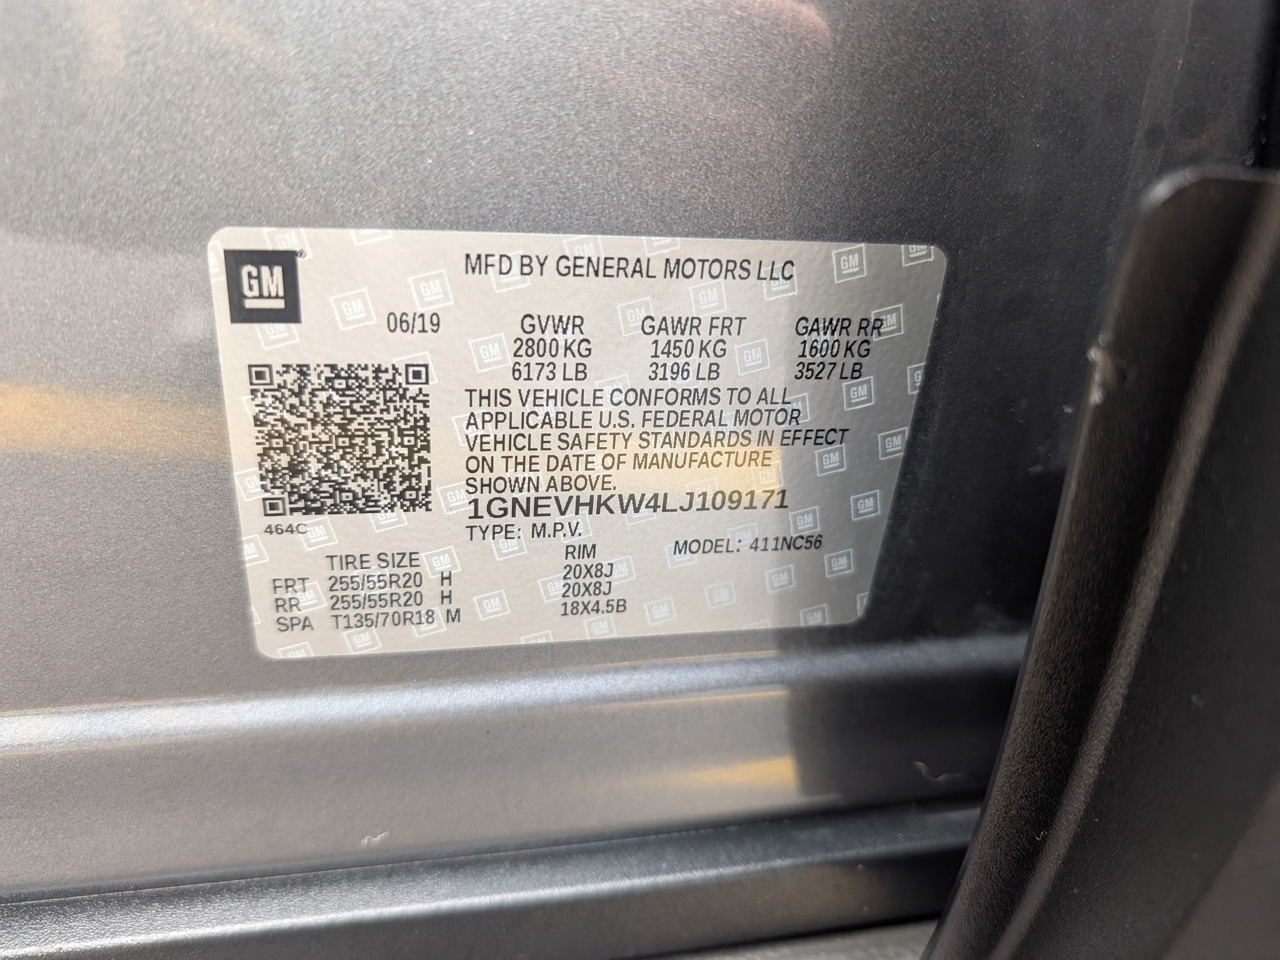 GM
MFD BY GENERAL MOTORS LLC
06/19 GVWR GAWR FRT GAWR RR
2800 KG 1450 KG 1600 KG
6173 LB 3196 LB 3527 LB
THIS VEHICLE CONFORMS TO ALL
APPLICABLE U.S. FEDERAL MOTOR
VEHICLE SAFETY STANDARDS IN EFFECT
ON THE DATE OF MANUFACTURE
SHOWN ABOVE.
1GNEVHKW4LJ109171
464C
TYPE: M.P.V. MODEL: 411NC56
TIRE SIZE RIM
FRT 255/55R20 H 20X8J
RR 255/55R20 H 20X8J
SPA T135/70R18 M 18X4.5B